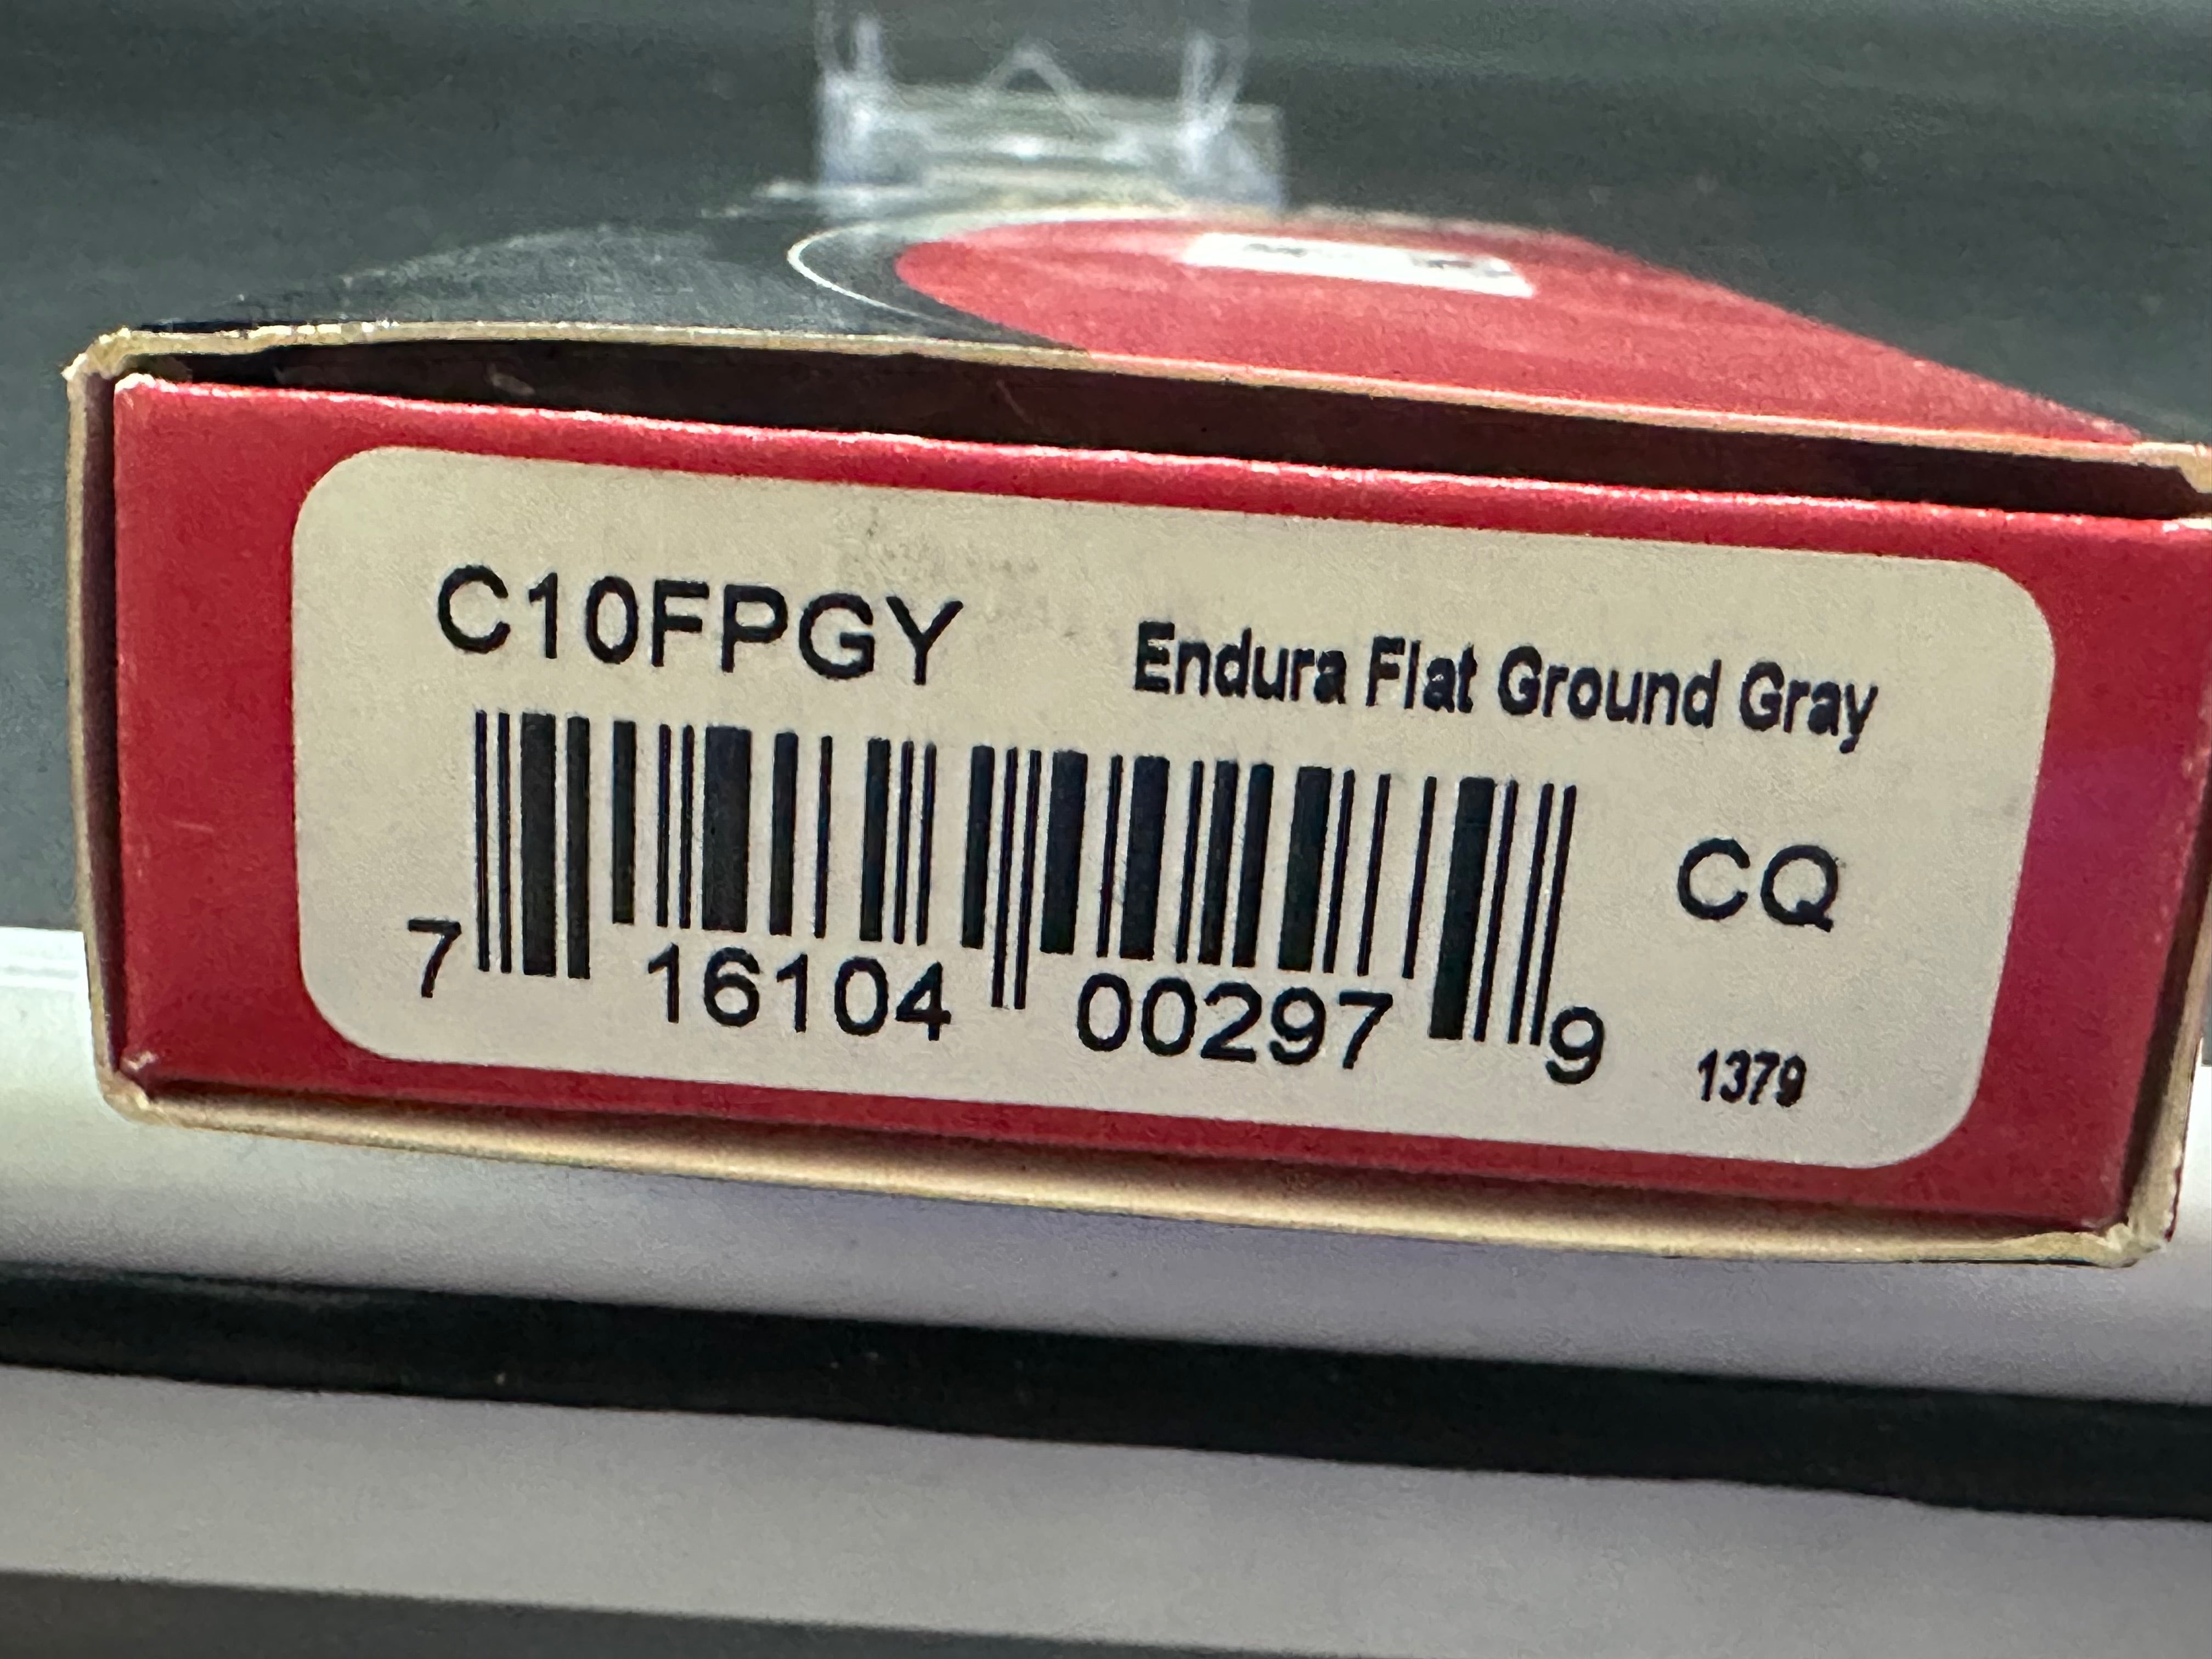 C10FPGY
Endura Flat Ground Gray
CQ
7 16104 00297 9
1379